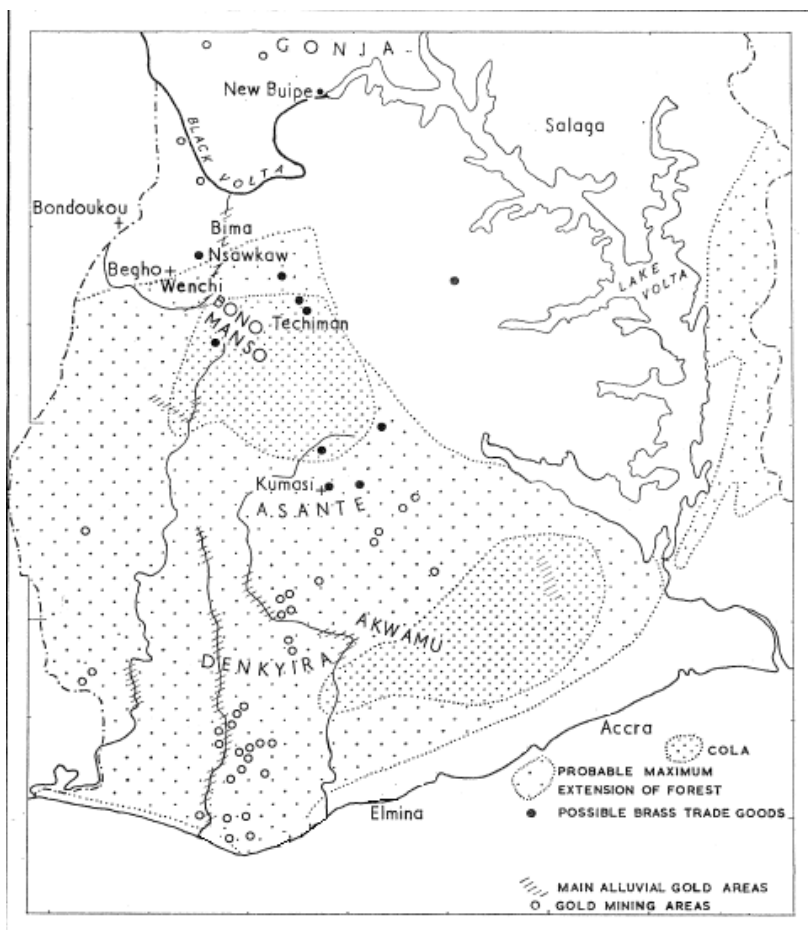 GONJA
New Buipe
Salaga
BLACK VOLTA
Bondoukou
Bima
Nsawkaw
Begho
Wenchi
LAKE VOLTA
BONO MANSO
Techiman
Kumasi
ASANTE
AKWAMU
DENKYIRA
Accra
COLA
PROBABLE MAXIMUM
EXTENSION OF FOREST
Elmina
POSSIBLE BRASS TRADE GOODS
MAIN ALLUVIAL GOLD AREAS
GOLD MINING AREAS